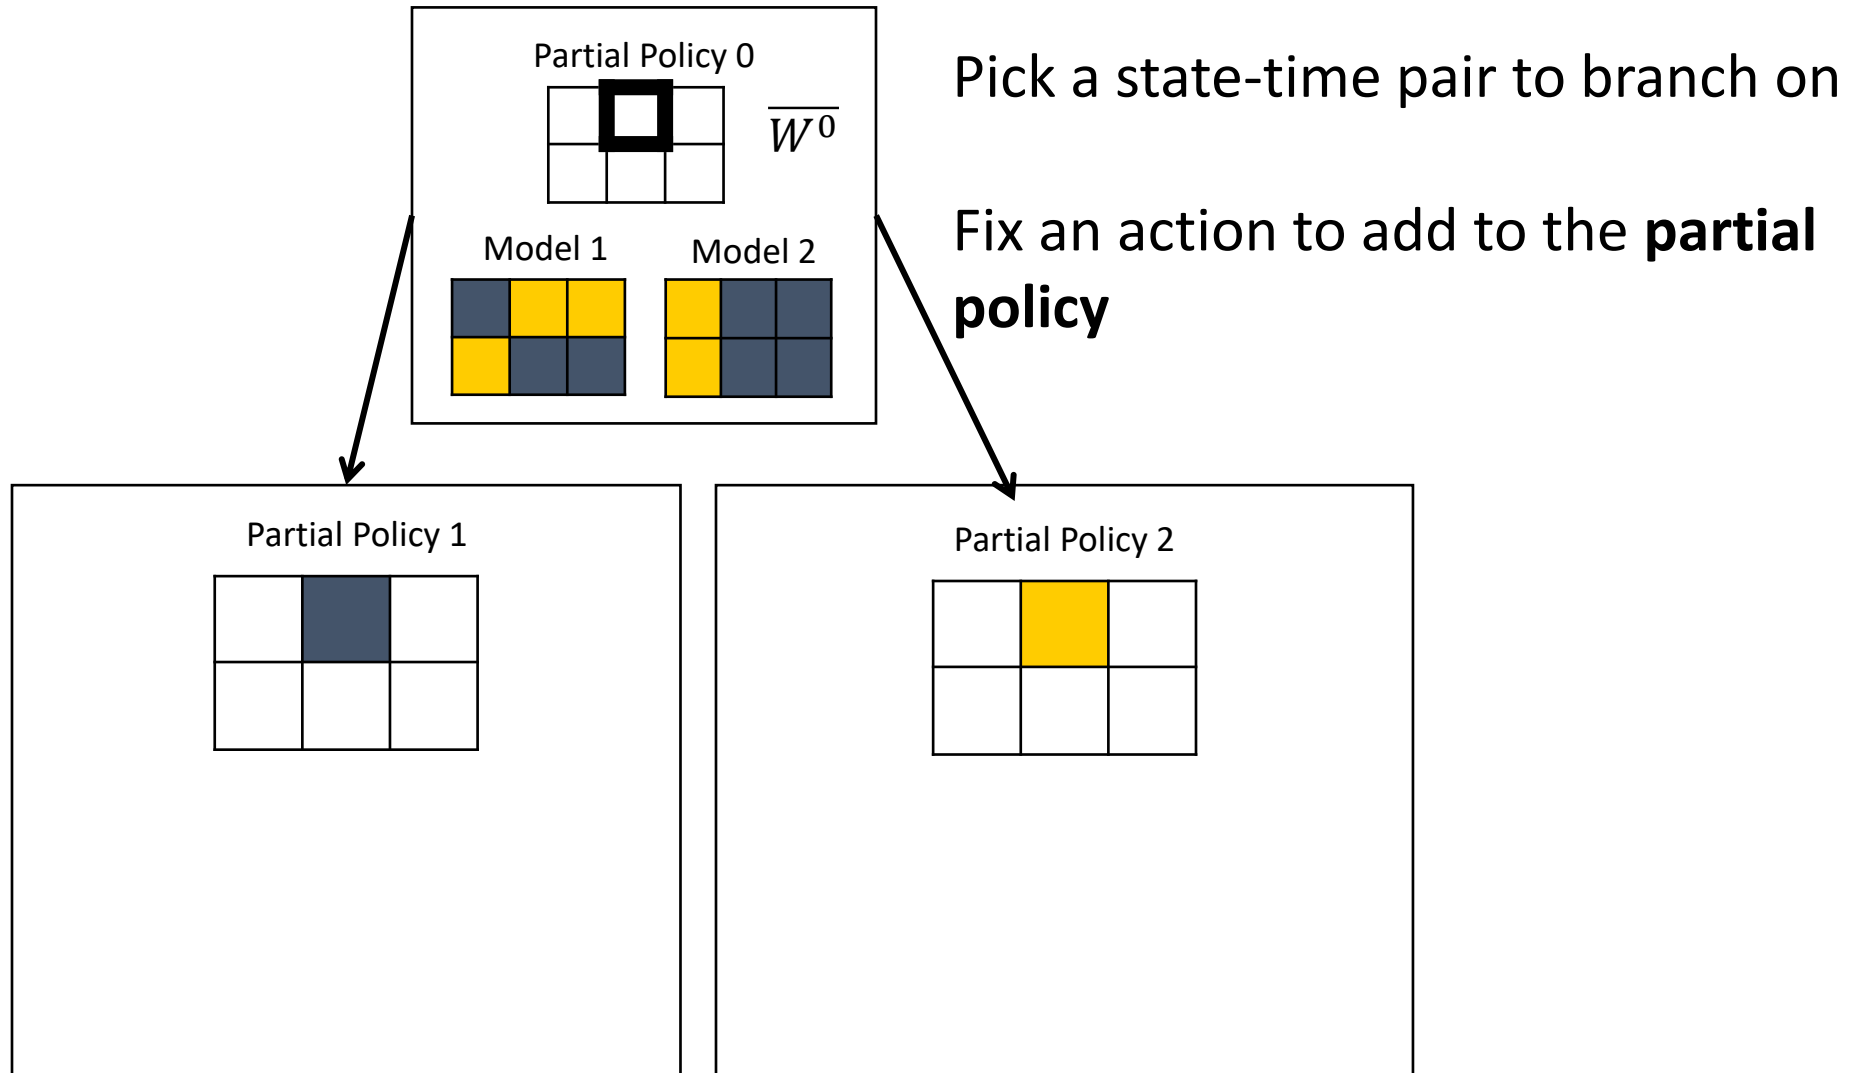 Partial Policy 0
$\overline{W^0}$
Model 1
Model 2
Pick a state-time pair to branch on
Fix an action to add to the partial
policy
Partial Policy 1
Partial Policy 2